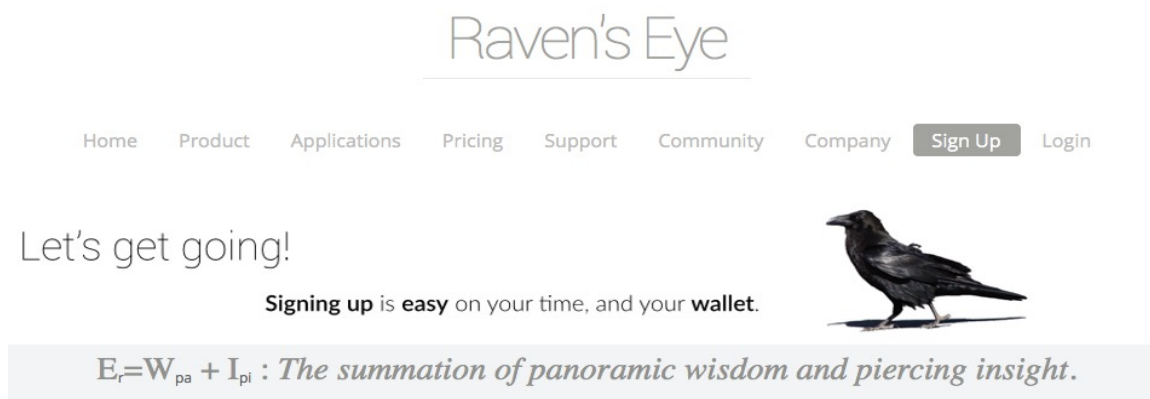 Raven's Eye
Home Product Applications Pricing Support Community Company Sign Up Login
Let's get going!
Signing up is easy on your time, and your wallet.
Er=Wpa + Ipi : The summation of panoramic wisdom and piercing insight.